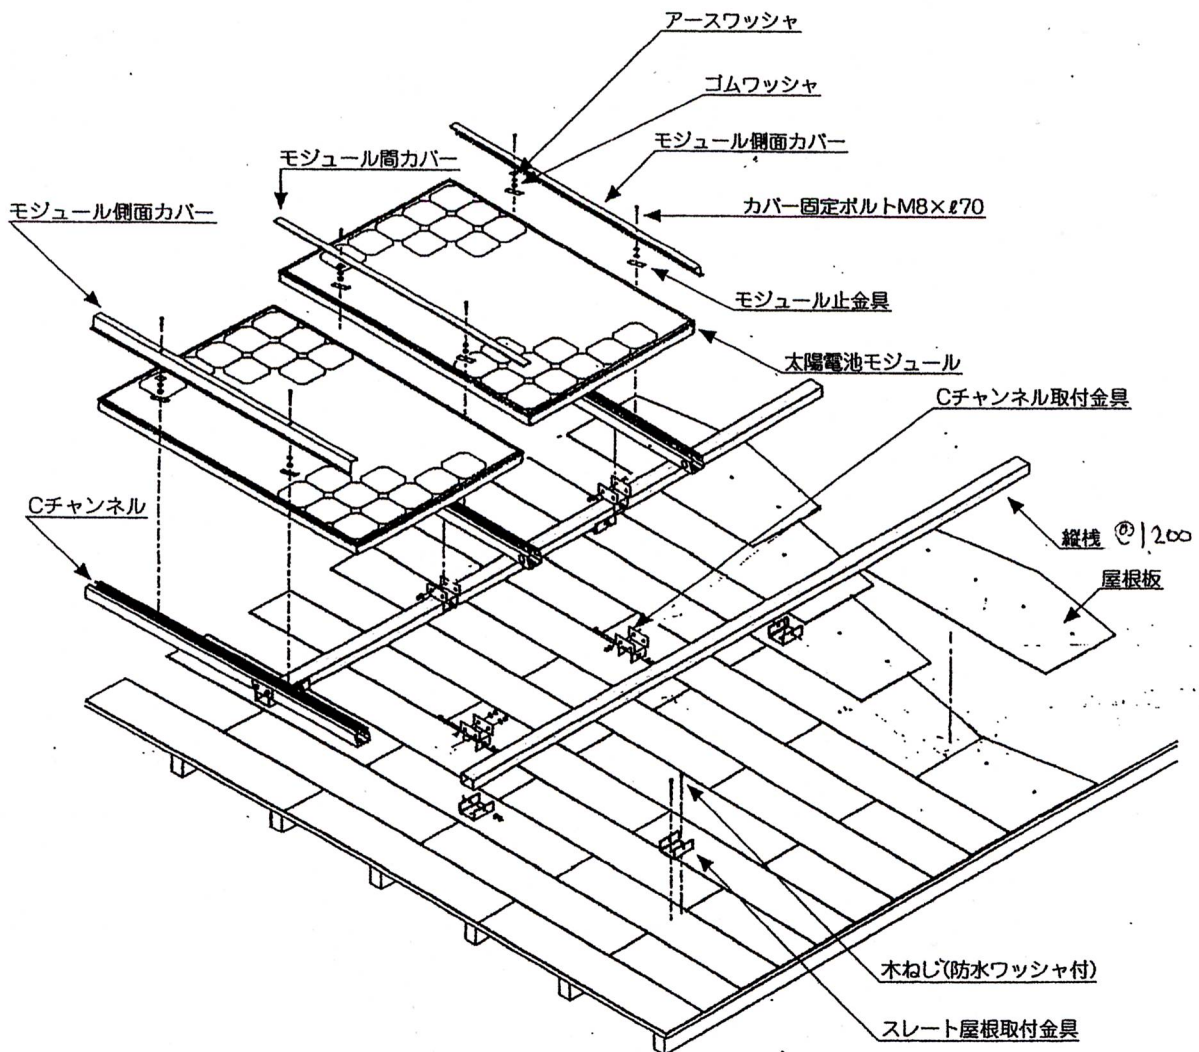 アースワッシャ
ゴムワッシャ
モジュール側面カバー
モジュール間カバー
カバー固定ボルトM8×ℓ70
モジュール側面カバー
モジュール止金具
太陽電池モジュール
Cチャンネル取付金具
Cチャンネル
縦桟 @1,200
屋根板
木ねじ(防水ワッシャ付)
スレート屋根取付金具